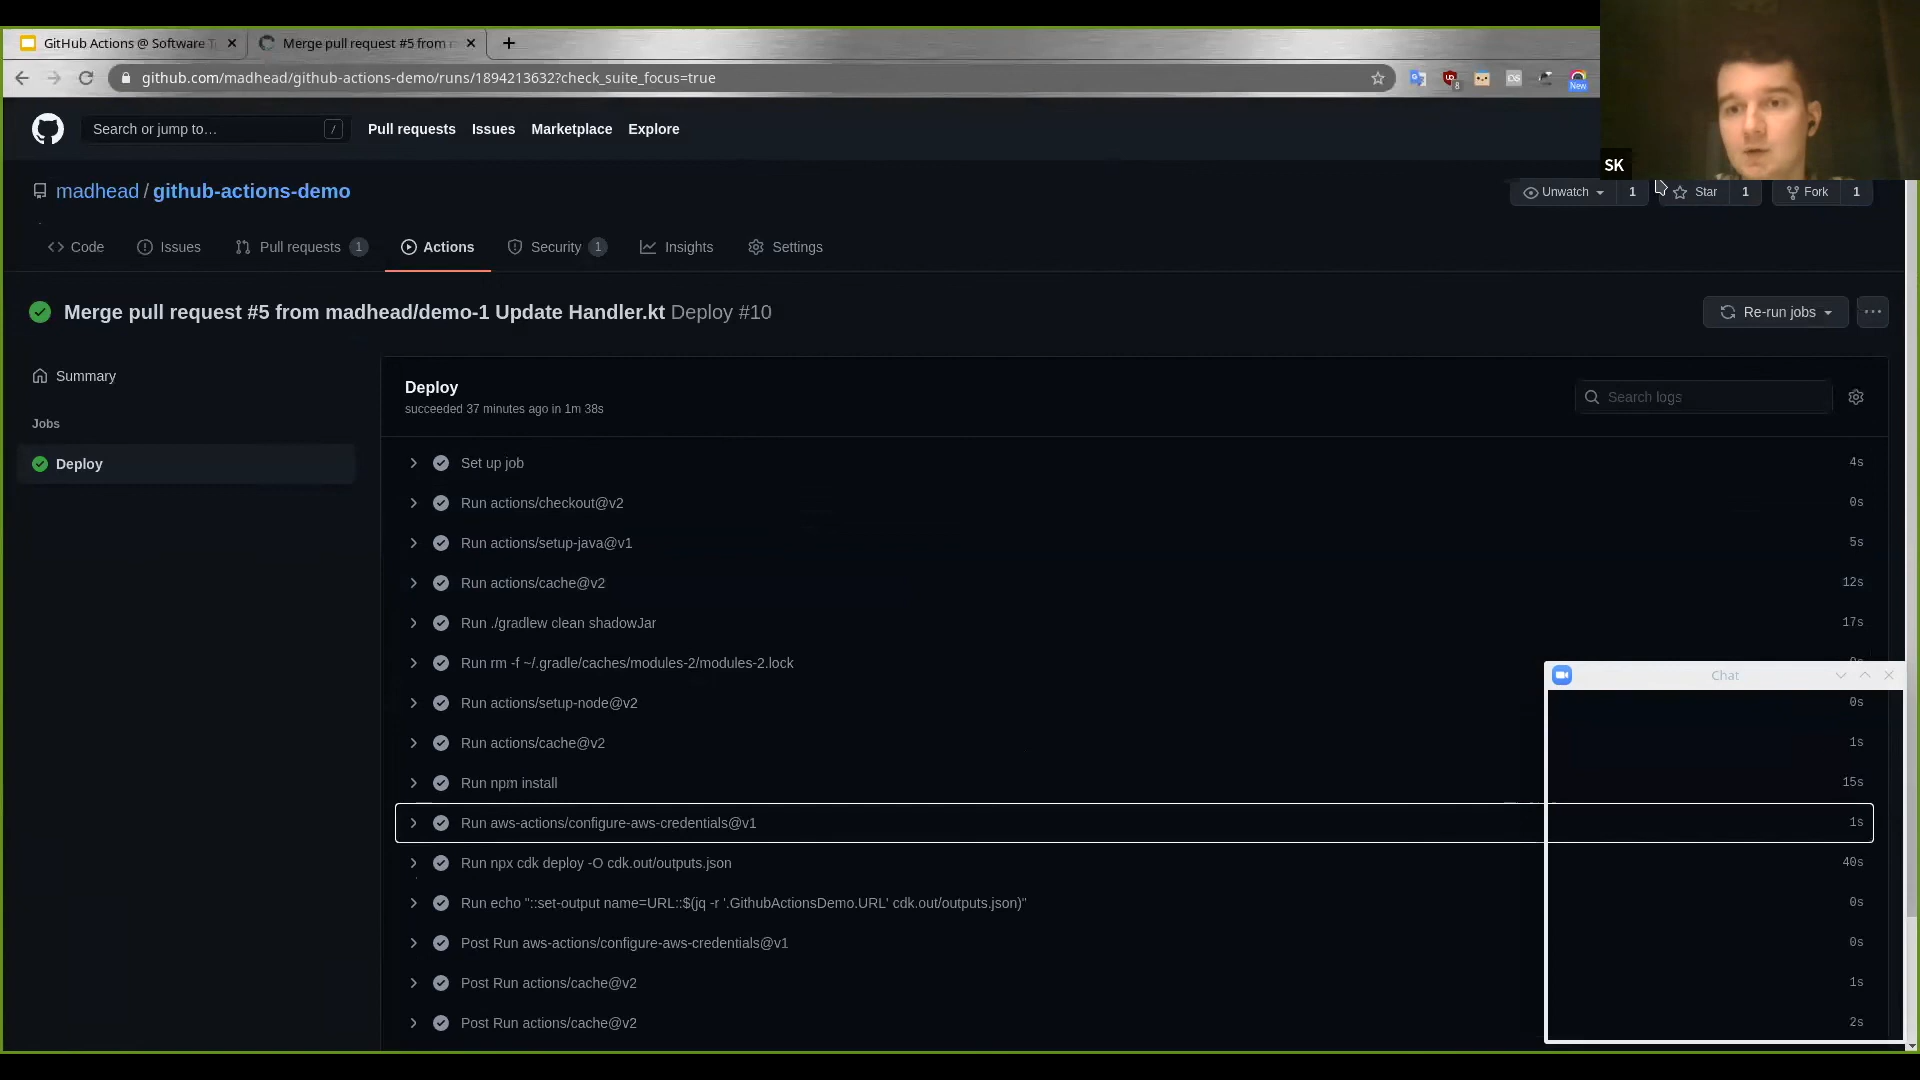 GitHub Actions @ Software T
Merge pull request #5 from m
github.com/madhead/github-actions-demo/runs/1894213632?check_suite_focus=true
8
New
Search or jump to… /
Pull requests
Issues
Marketplace
Explore
SK
madhead / github-actions-demo
Unwatch 1
Star 1
Fork 1
Code
Issues
Pull requests 1
Actions
Security 1
Insights
Settings
Merge pull request #5 from madhead/demo-1 Update Handler.kt Deploy #10
Re-run jobs
Summary
Jobs
Deploy
Deploy
succeeded 37 minutes ago in 1m 38s
Search logs
Set up job 4s
Run actions/checkout@v2 0s
Run actions/setup-java@v1 5s
Run actions/cache@v2 12s
Run ./gradlew clean shadowJar 17s
Run rm -f ~/.gradle/caches/modules-2/modules-2.lock
Chat
Run actions/setup-node@v2 0s
Run actions/cache@v2 1s
Run npm install 15s
Run aws-actions/configure-aws-credentials@v1 1s
Run npx cdk deploy -O cdk.out/outputs.json 40s
Run echo "::set-output name=URL::$(jq -r '.GithubActionsDemo.URL' cdk.out/outputs.json)" 0s
Post Run aws-actions/configure-aws-credentials@v1 0s
Post Run actions/cache@v2 1s
Post Run actions/cache@v2 2s